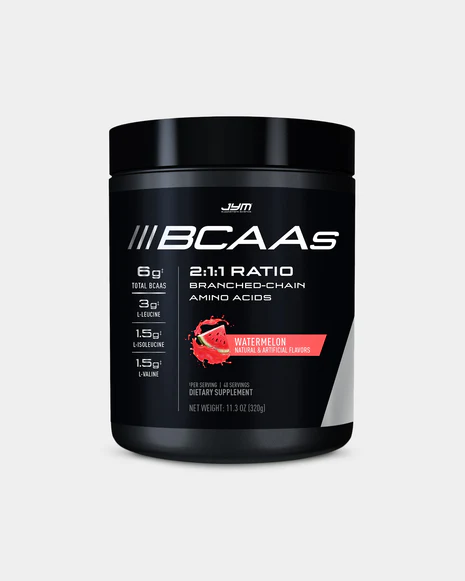 JYM
///BCAAs
6g‡
TOTAL BCAAS
3g‡
L-LEUCINE
1.5g‡
L-ISOLEUCINE
1.5g‡
L-VALINE
2:1:1 RATIO
BRANCHED-CHAIN
AMINO ACIDS
WATERMELON
NATURAL & ARTIFICIAL FLAVORS
‡PER SERVING |
SERVINGS
DIETARY SUPPLEMENT
NET WEIGHT: 11.3 OZ (320g)